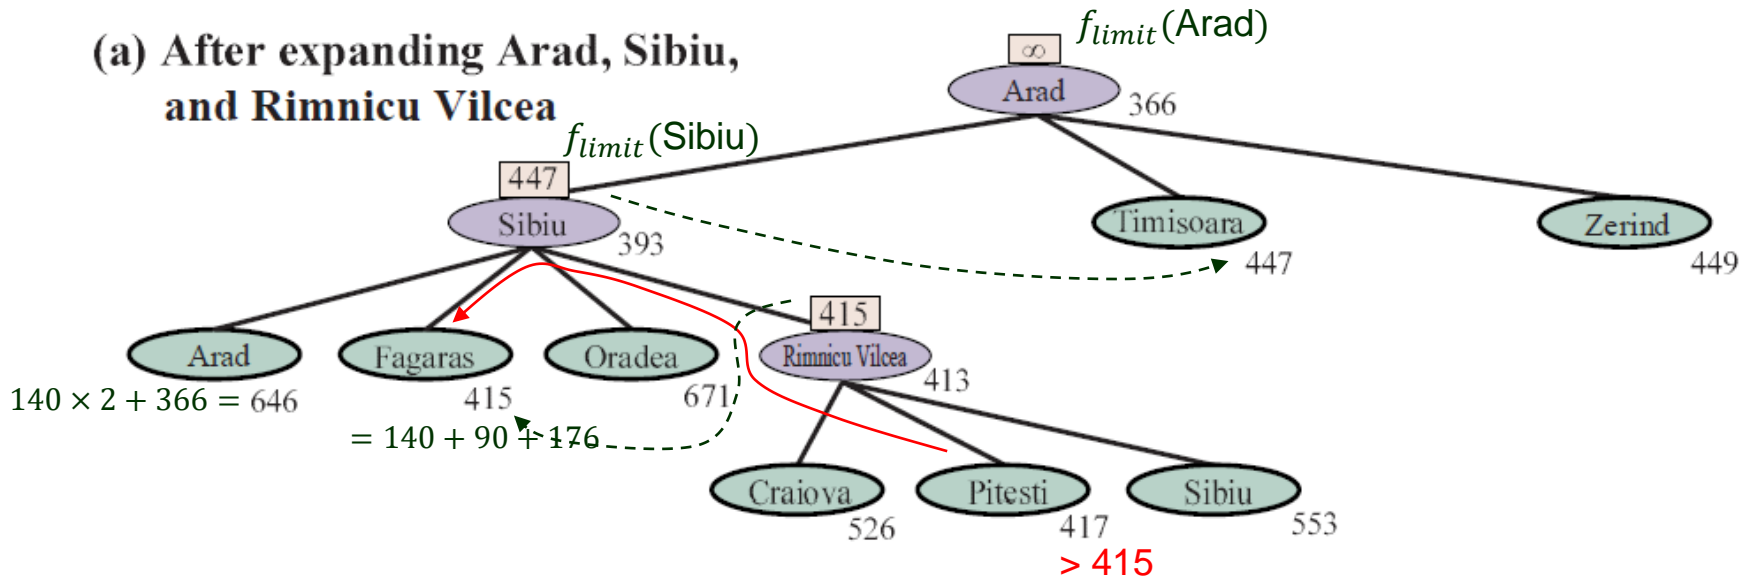 (a) After expanding Arad, Sibiu,
and Rimnicu Vilcea
f_limit(Arad)
∞
Arad
366
f_limit(Sibiu)
447
Sibiu
393
Timisoara
447
Zerind
449
Arad
140 × 2 + 366 = 646
Fagaras
415
= 140 + 90 + 176
Oradea
671
415
Rimnicu Vilcea
413
Craiova
526
Pitesti
417
> 415
Sibiu
553